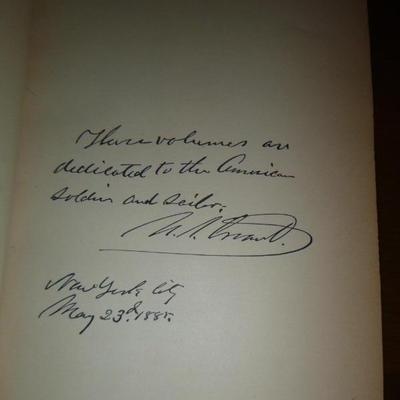 These volumes are
dedicated to the American
soldier and sailor.
U. S. Grant.
New York City
May 23d. 1885.